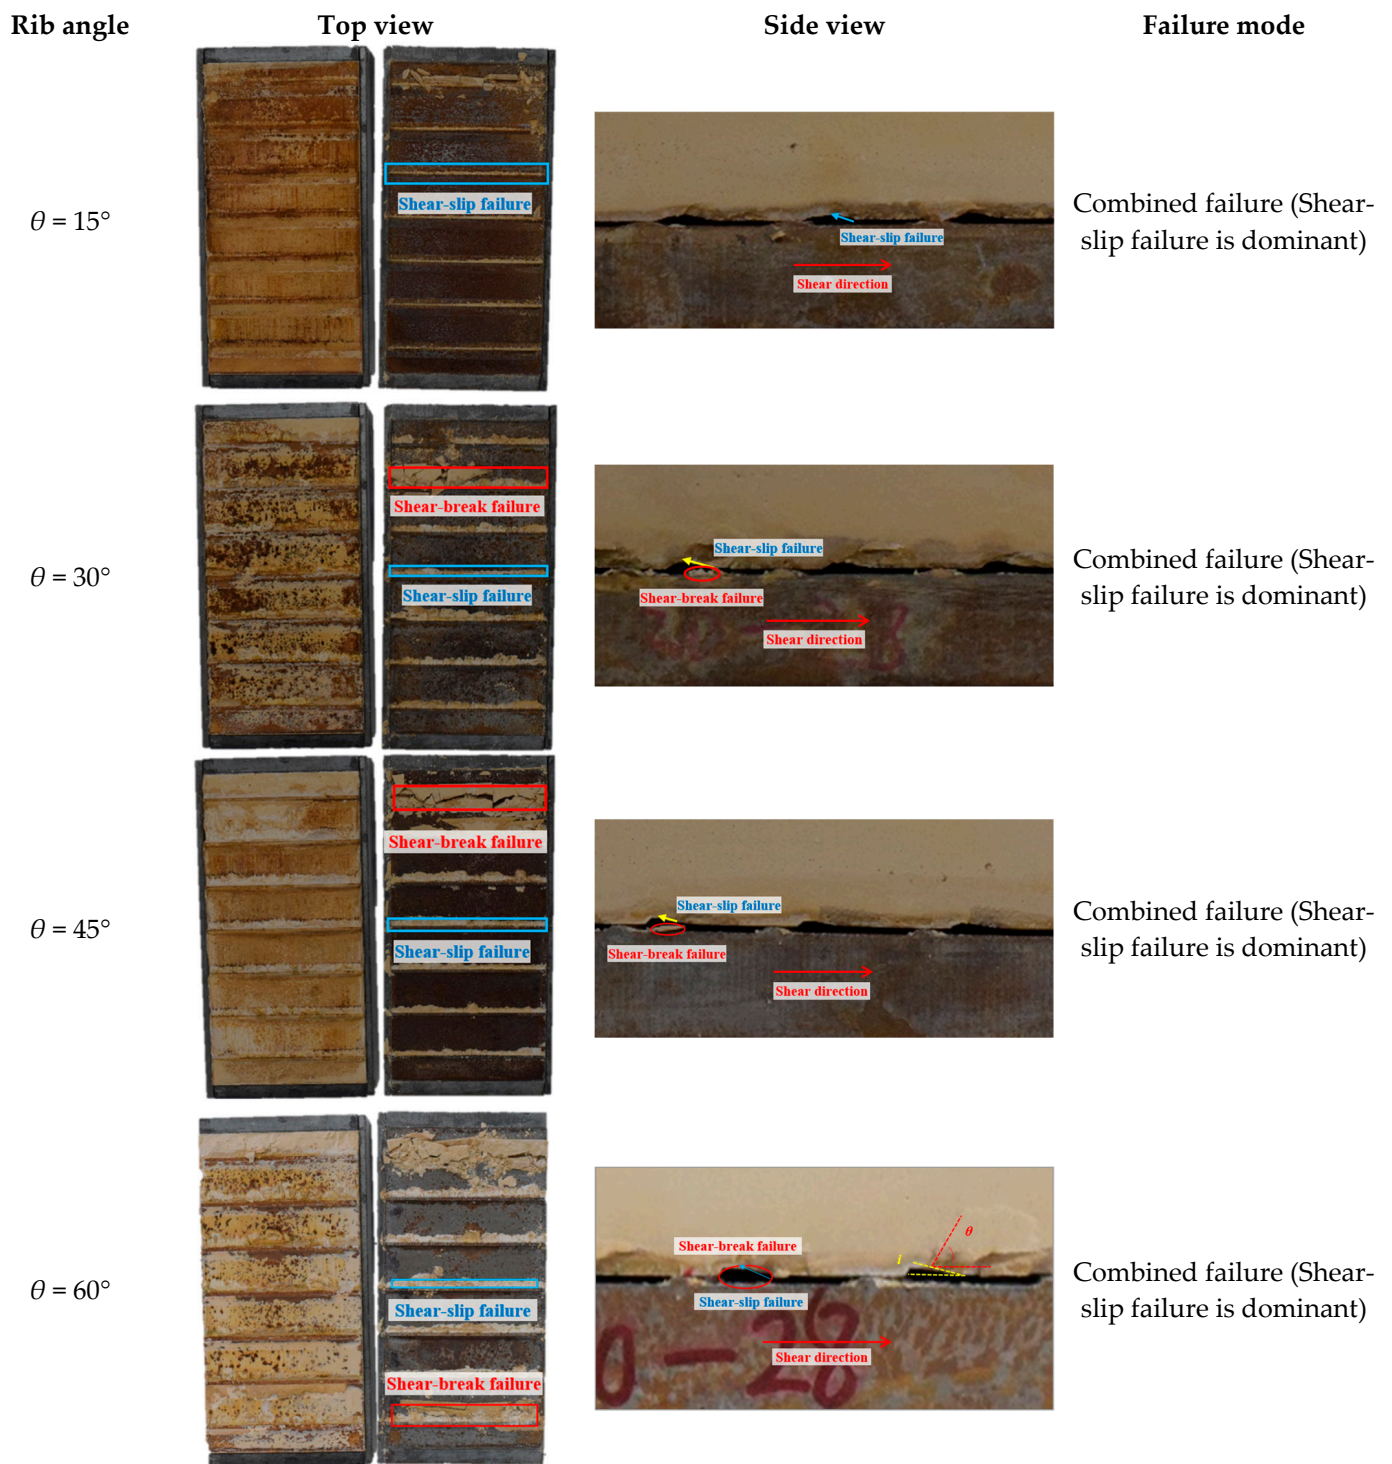 Rib angle Top view Side view Failure mode
θ = 15°
Shear-slip failure
Shear-slip failure
Shear direction
Combined failure (Shear-
slip failure is dominant)
θ = 30°
Shear-break failure
Shear-slip failure
Shear-slip failure
Shear-break failure
Shear direction
Combined failure (Shear-
slip failure is dominant)
θ = 45°
Shear-break failure
Shear-slip failure
Shear-slip failure
Shear-break failure
Shear direction
Combined failure (Shear-
slip failure is dominant)
θ = 60°
Shear-slip failure
Shear-break failure
Shear-break failure
θ
i
Shear-slip failure
0-28
Shear direction
Combined failure (Shear-
slip failure is dominant)